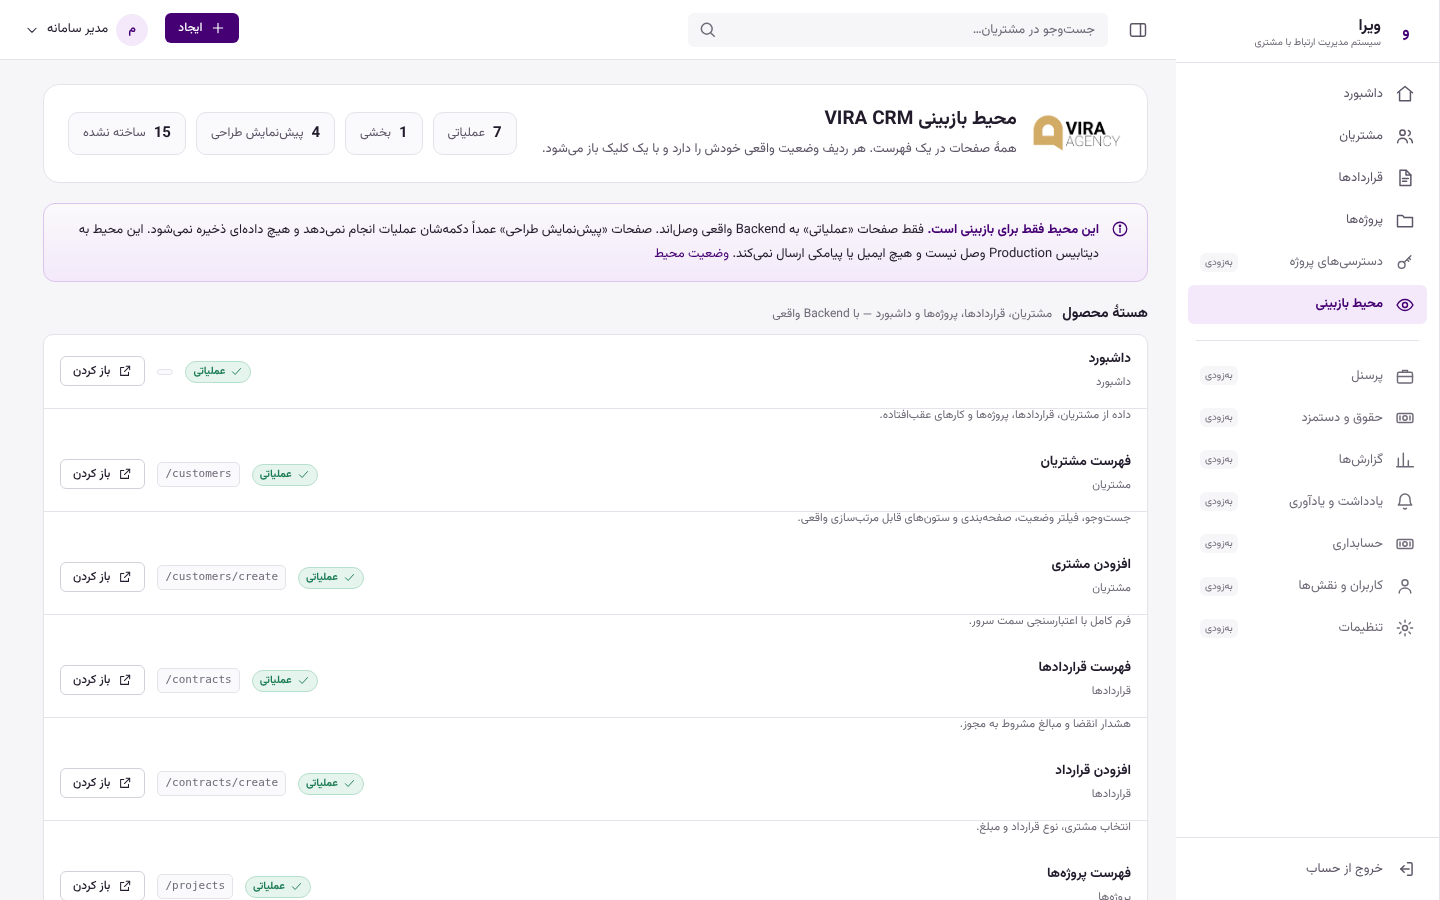 و
ویرا
سیستم مدیریت ارتباط با مشتری
داشبورد
مشتریان
قراردادها
پروژه‌ها
دسترسی‌های پروژه
به‌زودی
محیط بازبینی
پرسنل
به‌زودی
حقوق و دستمزد
به‌زودی
گزارش‌ها
به‌زودی
یادداشت و یادآوری
به‌زودی
حسابداری
به‌زودی
کاربران و نقش‌ها
به‌زودی
تنظیمات
به‌زودی
خروج از حساب
جست‌وجو در مشتریان...
ایجاد
م
مدیر سامانه
VIRA
AGENCY
محیط بازبینی VIRA CRM
همهٔ صفحات در یک فهرست. هر ردیف وضعیت واقعی خودش را دارد و با یک کلیک باز می‌شود.
7 عملیاتی
1 بخشی
4 پیش‌نمایش طراحی
15 ساخته نشده
این محیط فقط برای بازبینی است. فقط صفحات «عملیاتی» به Backend واقعی وصل‌اند. صفحات «پیش‌نمایش طراحی» عمداً دکمه‌شان عملیات انجام نمی‌دهد و هیچ داده‌ای ذخیره نمی‌شود. این محیط به
دیتابیس Production وصل نیست و هیچ ایمیل یا پیامکی ارسال نمی‌کند. وضعیت محیط
هستهٔ محصول مشتریان، قراردادها، پروژه‌ها و داشبورد — با Backend واقعی
داشبورد
داشبورد
عملیاتی
باز کردن
داده از مشتریان، قراردادها، پروژه‌ها و کارهای عقب‌افتاده.
فهرست مشتریان
مشتریان
عملیاتی
/customers
باز کردن
جست‌وجو، فیلتر وضعیت، صفحه‌بندی و ستون‌های قابل مرتب‌سازی واقعی.
افزودن مشتری
مشتریان
عملیاتی
/customers/create
باز کردن
فرم کامل با اعتبارسنجی سمت سرور.
فهرست قراردادها
قراردادها
عملیاتی
/contracts
باز کردن
هشدار انقضا و مبالغ مشروط به مجوز.
افزودن قرارداد
قراردادها
عملیاتی
/contracts/create
باز کردن
انتخاب مشتری، نوع قرارداد و مبلغ.
فهرست پروژه‌ها
پروژه‌ها
عملیاتی
/projects
باز کردن